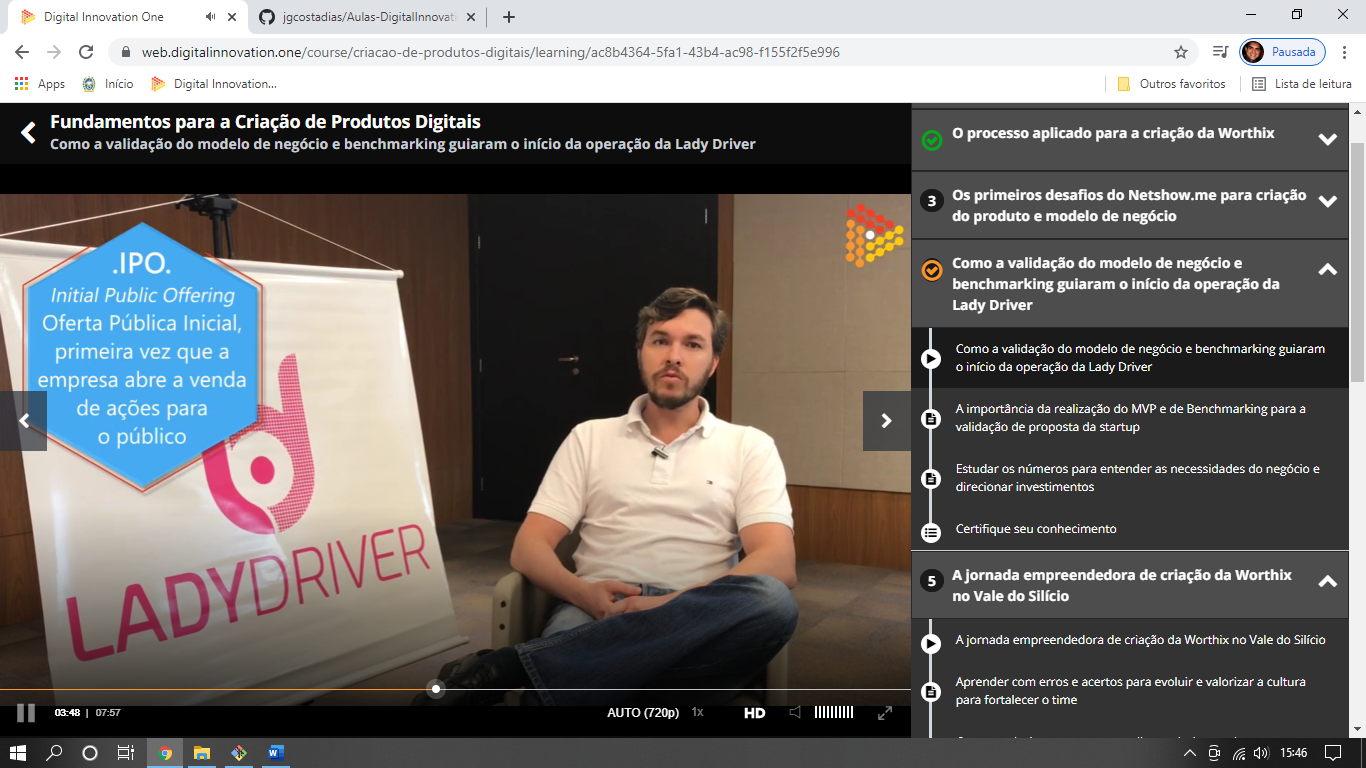 Digital Innovation One
jgcostadias/Aulas-DigitalInnovati
web.digitalinnovation.one/course/criacao-de-produtos-digitais/learning/ac8b4364-5fa1-43b4-ac98-f155f2f5e996
Pausada
Apps
Início
Digital Innovation...
Outros favoritos
Lista de leitura
Fundamentos para a Criação de Produtos Digitais
Como a validação do modelo de negócio e benchmarking guiaram o início da operação da Lady Driver
.IPO.
Initial Public Offering
Oferta Pública Inicial,
primeira vez que a
empresa abre a venda
de ações para
o público
LADYDRIVER
03:48 | 07:57
AUTO (720p)
1x
HD
O processo aplicado para a criação da Worthix
3
Os primeiros desafios do Netshow.me para criação
do produto e modelo de negócio
Como a validação do modelo de negócio e
benchmarking guiaram o início da operação da
Lady Driver
Como a validação do modelo de negócio e benchmarking guiaram
o início da operação da Lady Driver
A importância da realização do MVP e de Benchmarking para a
validação de proposta da startup
Estudar os números para entender as necessidades do negócio e
direcionar investimentos
Certifique seu conhecimento
5
A jornada empreendedora de criação da Worthix
no Vale do Silício
A jornada empreendedora de criação da Worthix no Vale do Silício
Aprender com erros e acertos para evoluir e valorizar a cultura
para fortalecer o time
15:46